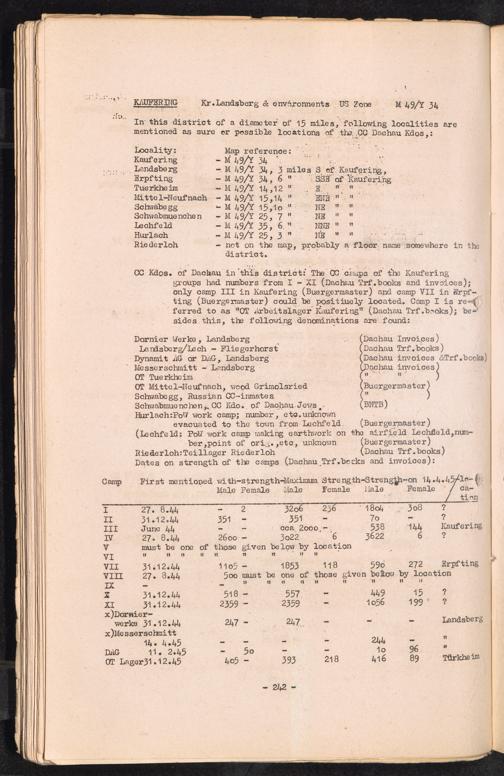 KAUFERING Kr.Landsberg & environments US Zone M 49/Y 34
In this district of a diameter of 15 miles, following localities are
mentioned as sure or possible locations of the CC Dachau Kdos,:
Locality: Map reference:
Kaufering - M 49/Y 34
Landsberg - M 49/Y 34, 3 miles S of Kaufering,
Erpfting - M 49/Y 34, 6 " SSE of Kaufering
Tuerkheim - M 49/Y 14,12 " E " "
Mittel-Neufnach - M 49/Y 15,14 " ENE " "
Schwabegg - M 49/Y 15,10 " NE " "
Schwabmuenchen - M 49/Y 25, 7 " NE " "
Lechfeld - M 49/Y 35, 6 " NNE " "
Hurlach - M 49/Y 25, 3 " NE " "
Riederloh - not on the map, probably a floor name somewhere in the
district.
CC Kdos. of Dachau in this district: The CC camps of the Kaufering
groups had numbers from I - XI (Dachau Trf.books and invoices);
only camp III in Kaufering (Buergermaster) and camp VII in Erpf-
ting (Buergermaster) could be positiuely located. Comp I is re-
ferred to as "OT Arbeitslager Kaufering" (Dachau Trf.books); be-
sides this, the following denominations are found:
Dornier Werke, Landsberg (Dachau Invoices)
Landsberg/Lech - Fliegerhorst (Dachau Trf.books)
Dynamit AG or DAG, Landsberg (Dachau invoices &Trf.books)
Messerschmitt - Landsberg (Dachau invoices)
OT Tuerkheim ( " " )
OT Mittel-Neufnach, wood Grimolsried (Buergermaster)
Schwabegg, Russian CC-inmates ( " )
Schwabmuenchen, CC Kdo. of Dachau Jews (BNTB)
Hurlach:PoW work camp; number, etc.unknown
evacuated to the town from Lechfeld (Buergermaster)
(Lechfeld: PoW work camp making earthwork on the airfield Lechfield,num-
ber,point of orig.,etc, unknown (Buergermaster)
Riederloh:Teillager Riederloh (Dachau Trf.books)
Dates on strength of the camps (Dachau Trf.books and invoices):
Camp First mentioned with-strength-Maximum Strength-Strength-on 14.4.45-/lo-
Male Female Male Female Male Female ca-
tion
I 27. 8.44 - 2 3206 236 1804 308 ?
II 31.12.44 351 - 351 - 70 - ?
III June 44 - - cca 2000 - 538 144 Kaufering
IV 27. 8.44 2600 - 3022 6 3622 6 ?
V must be one of those given below by location
VI " " " " " " " "
VII 31.12.44 1105 - 1853 118 596 272 Erpfting
VIII 27. 8.44 500 must be one of those given below by location
IX - - " " " " " " " "
X 31.12.44 518 - 557 - 449 15 ?
XI 31.12.44 2359 - 2359 - 1056 199 ?
x)Dornier-
werke 31.12.44 247 - 247 - - - Landsberg
x)Messerschmitt
14. 4.45 - - - - 244 - "
DAG 11. 2.45 - 50 - - 10 96 "
OT Lager31.12.45 405 - 393 218 416 89 Türkheim
- 242 -